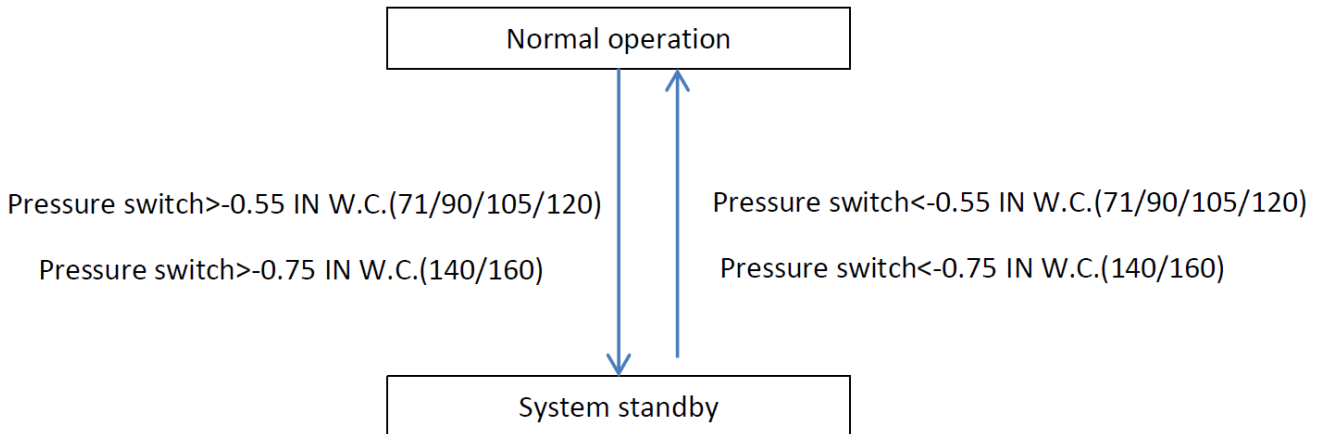 Normal operation
Pressure switch>-0.55 IN W.C.(71/90/105/120)
Pressure switch<-0.55 IN W.C.(71/90/105/120)
Pressure switch>-0.75 IN W.C.(140/160)
Pressure switch<-0.75 IN W.C.(140/160)
System standby